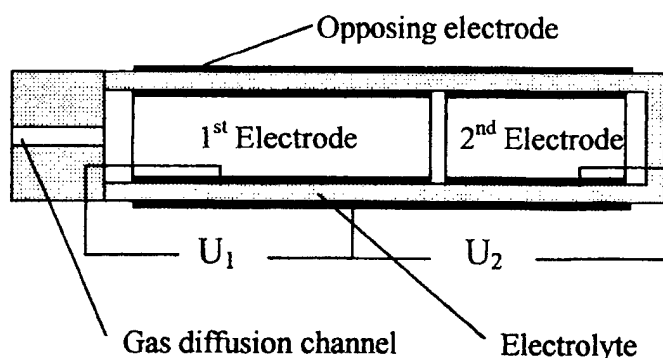 Opposing electrode
1st Electrode
2nd Electrode
U1
U2
Gas diffusion channel
Electrolyte